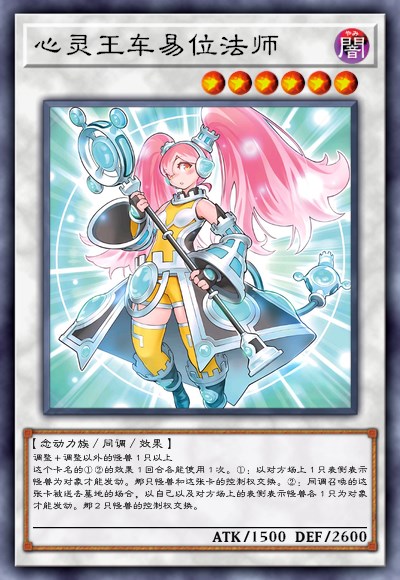 心灵王车易位法师
やみ
闇
【念动力族/同调/效果】
调整+调整以外的怪兽1只以上
这个卡名的①②的效果1回合各能使用1次。①:以对方场上1只表侧表示
怪兽为对象才能发动。那只怪兽和这张卡的控制权交换。②:同调召唤的这
张卡被送去墓地的场合,以自己以及对方场上的表侧表示怪兽各1只为对象
才能发动。那2只怪兽的控制权交换。
ATK/1500 DEF/2600